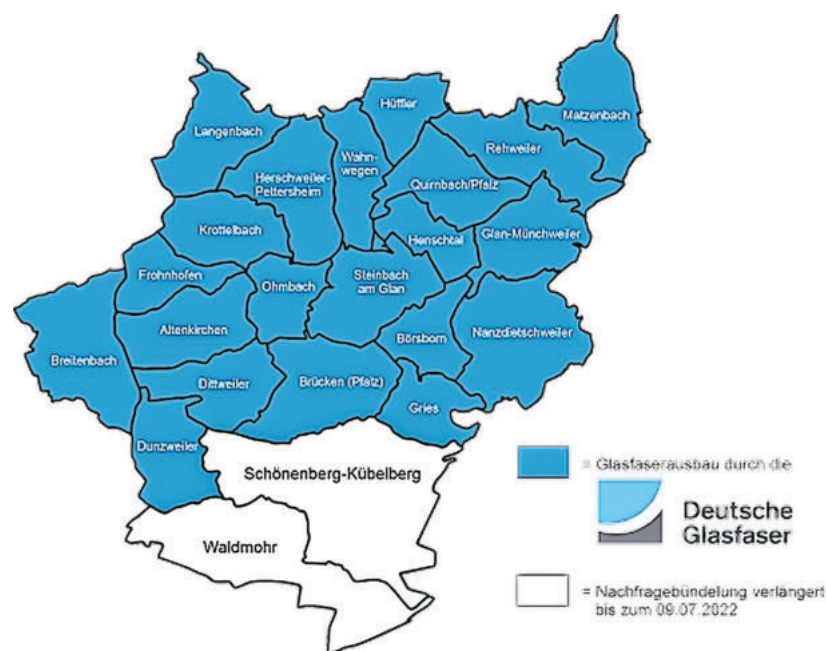 Hüffler
Matzenbach
Langenbach
Rehweiler
Wahn-
wegen
Herschweiler-
Pettersheim
Quirnbach/Pfalz
Krottelbach
Henschtal
Glan-Münchweiler
Frohnhofen
Ohmbach
Steinbach
am Glan
Altenkirchen
Börsborn
Nanzdietschweiler
Breitenbach
Dittweiler
Brücken (Pfalz)
Gries
Dunzweiler
Schönenberg-Kübelberg
Waldmohr
= Glasfaserausbau durch die
Deutsche
Glasfaser
= Nachfragebündelung verlängert
bis zum 09.07.2022